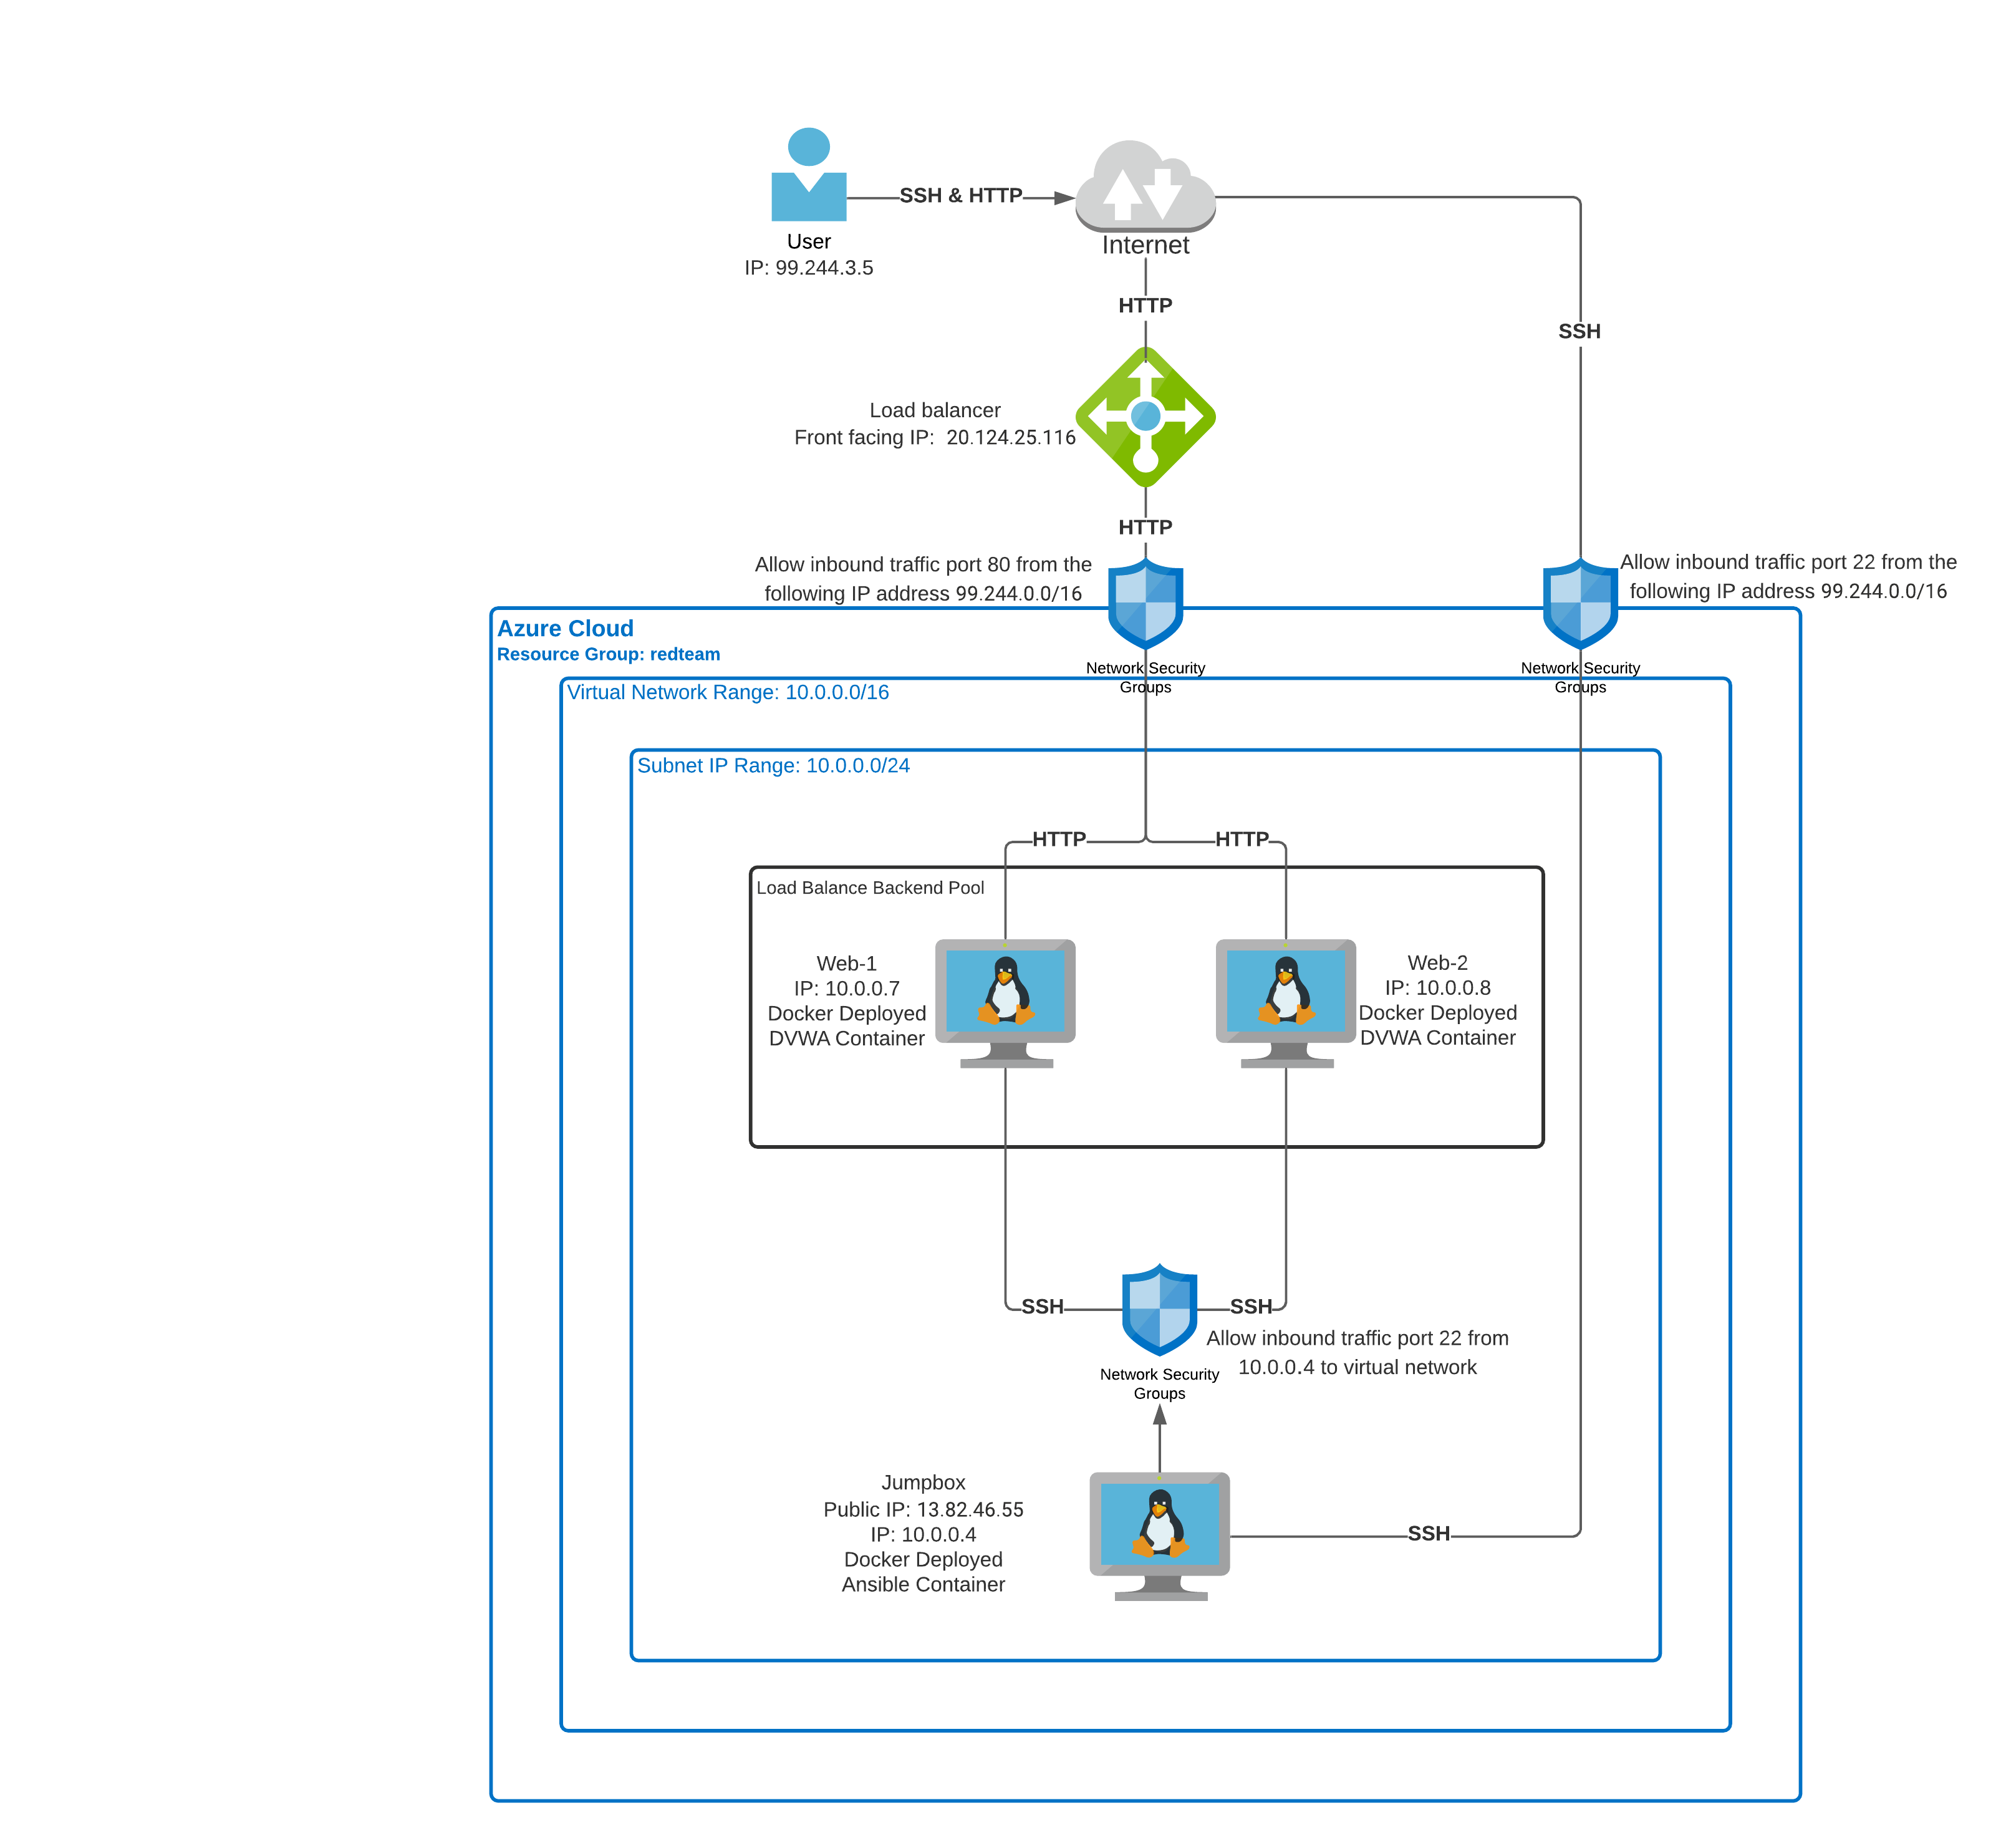 SSH & HTTP
User
IP: 99.244.3.5
Internet
HTTP
SSH
Load balancer
Front facing IP:  20.124.25.116
HTTP
Allow inbound traffic port 80 from the
following IP address 99.244.0.0/16
Allow inbound traffic port 22 from the
following IP address 99.244.0.0/16
Azure Cloud
Resource Group: redteam
Network Security
Groups
Network Security
Groups
Virtual Network Range: 10.0.0.0/16
Subnet IP Range: 10.0.0.0/24
HTTP
HTTP
Load Balance Backend Pool
Web-1
IP: 10.0.0.7
Docker Deployed
DVWA Container
Web-2
IP: 10.0.0.8
Docker Deployed
DVWA Container
SSH
SSH
Allow inbound traffic port 22 from
10.0.0.4 to virtual network
Network Security
Groups
Jumpbox
Public IP: 13.82.46.55
IP: 10.0.0.4
Docker Deployed
Ansible Container
SSH